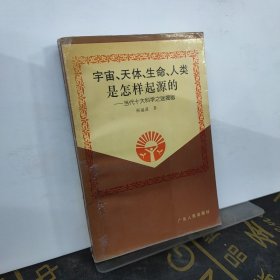 宇宙、天体、生命、人类
是怎样起源的
——当代十大科学之谜揭秘
著
广东人民出版社